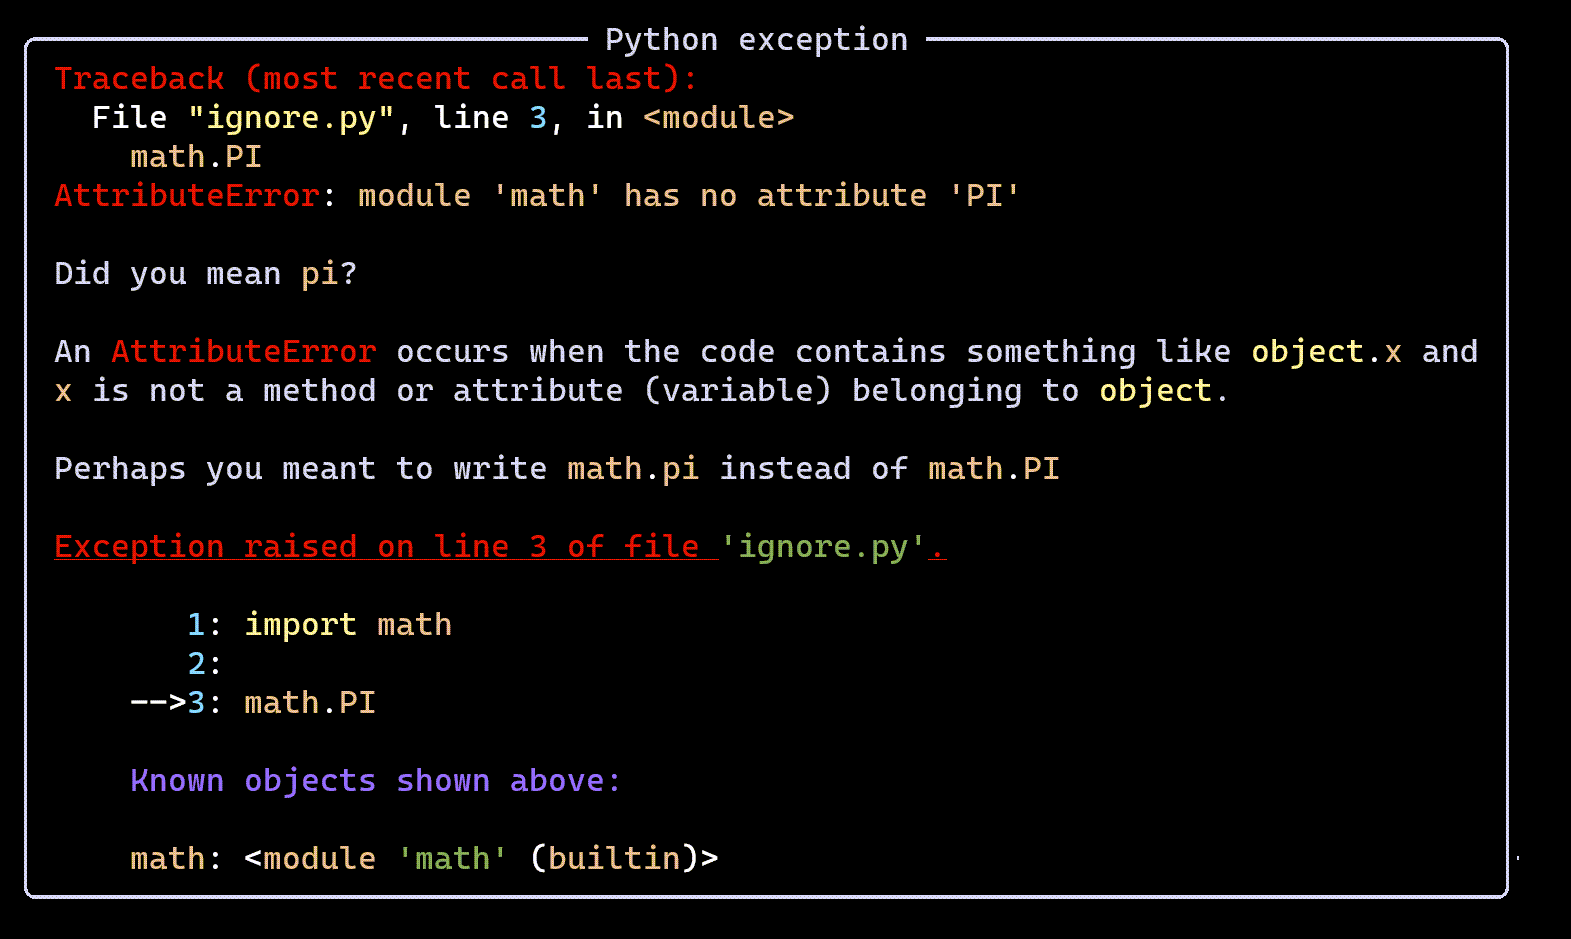 Python exception
Traceback (most recent call last):
  File "ignore.py", line 3, in <module>
    math.PI
AttributeError: module 'math' has no attribute 'PI'
Did you mean pi?
An AttributeError occurs when the code contains something like object.x and
x is not a method or attribute (variable) belonging to object.
Perhaps you meant to write math.pi instead of math.PI
Exception raised on line 3 of file 'ignore.py'.
       1: import math
       2:
    -->3: math.PI
    Known objects shown above:
    math: <module 'math' (builtin)>